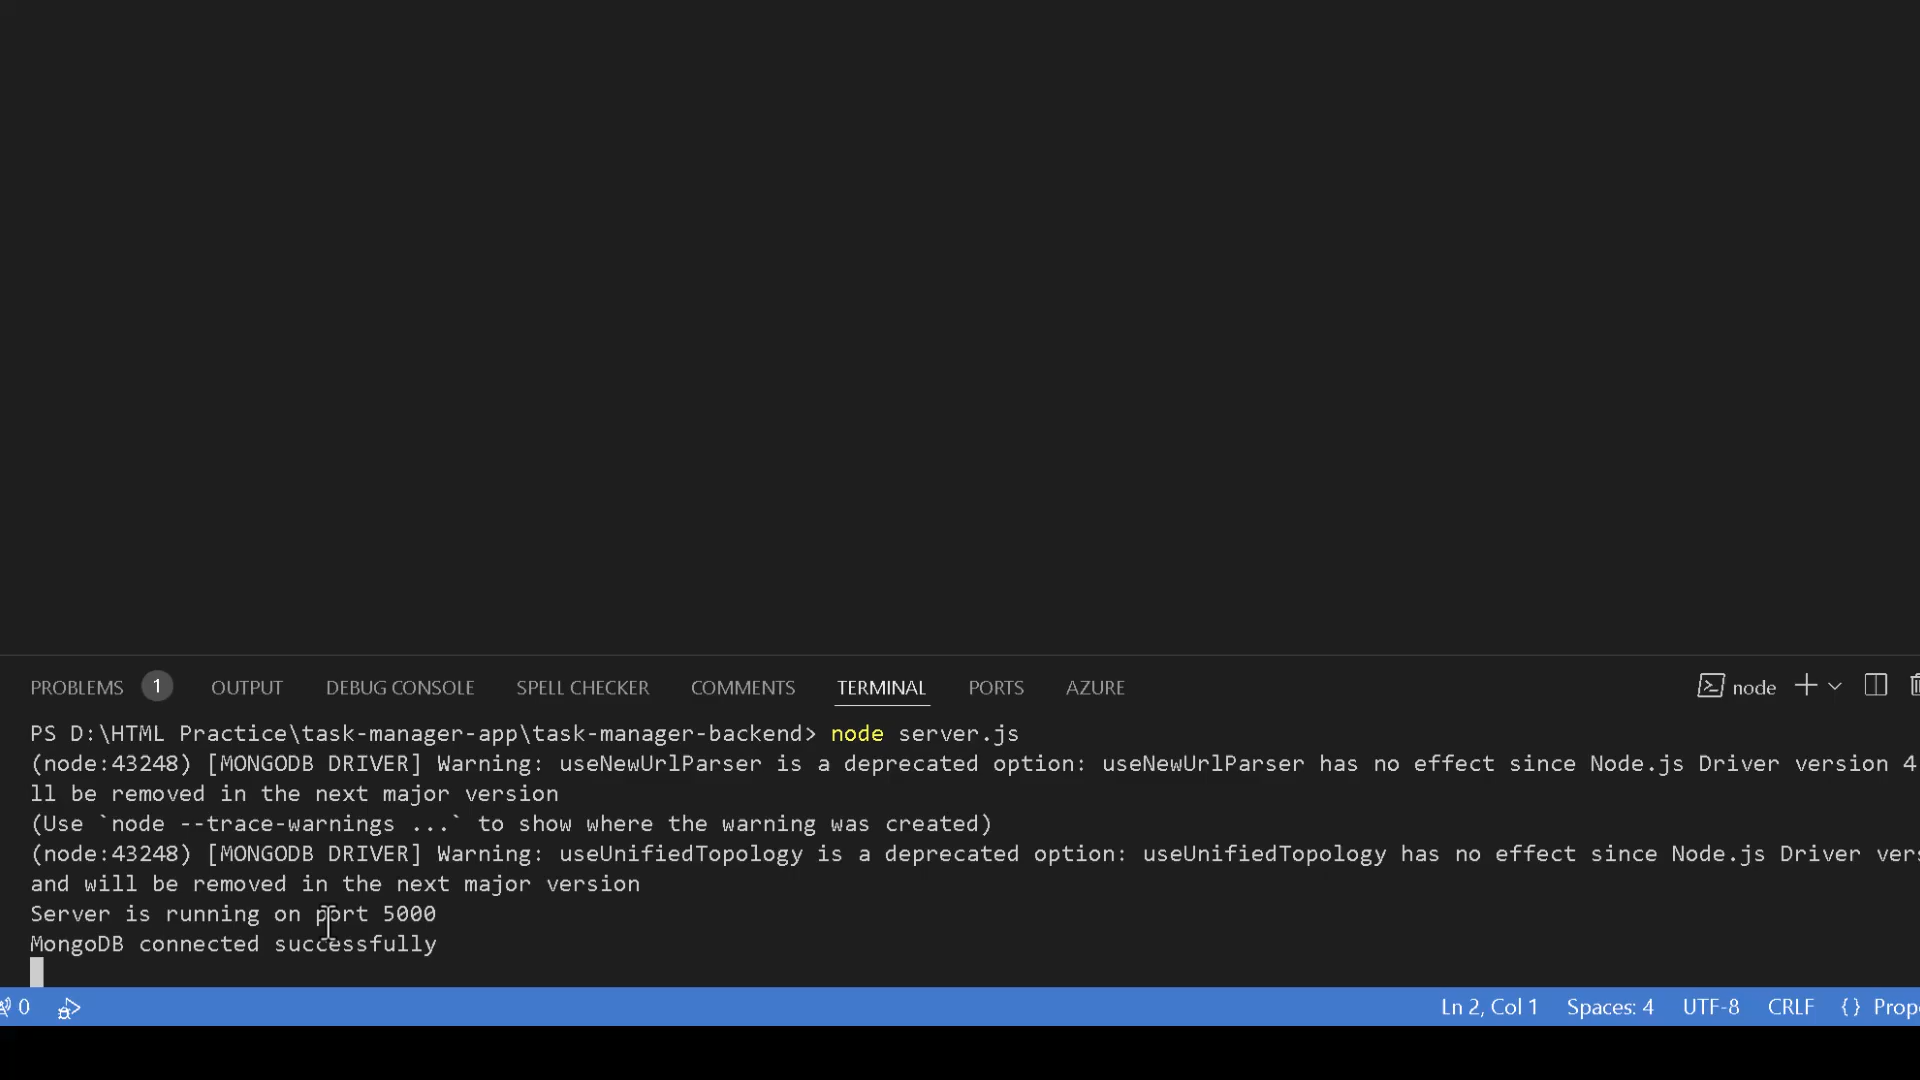 PROBLEMS 1 OUTPUT DEBUG CONSOLE SPELL CHECKER COMMENTS TERMINAL PORTS AZURE node
PS D:\HTML Practice\task-manager-app\task-manager-backend> node server.js
(node:43248) [MONGODB DRIVER] Warning: useNewUrlParser is a deprecated option: useNewUrlParser has no effect since Node.js Driver version 4
ll be removed in the next major version
(Use `node --trace-warnings ...` to show where the warning was created)
(node:43248) [MONGODB DRIVER] Warning: useUnifiedTopology is a deprecated option: useUnifiedTopology has no effect since Node.js Driver
and will be removed in the next major version
Server is running on port 5000
MongoDB connected successfully
0 Ln 2, Col 1 Spaces: 4 UTF-8 CRLF {}